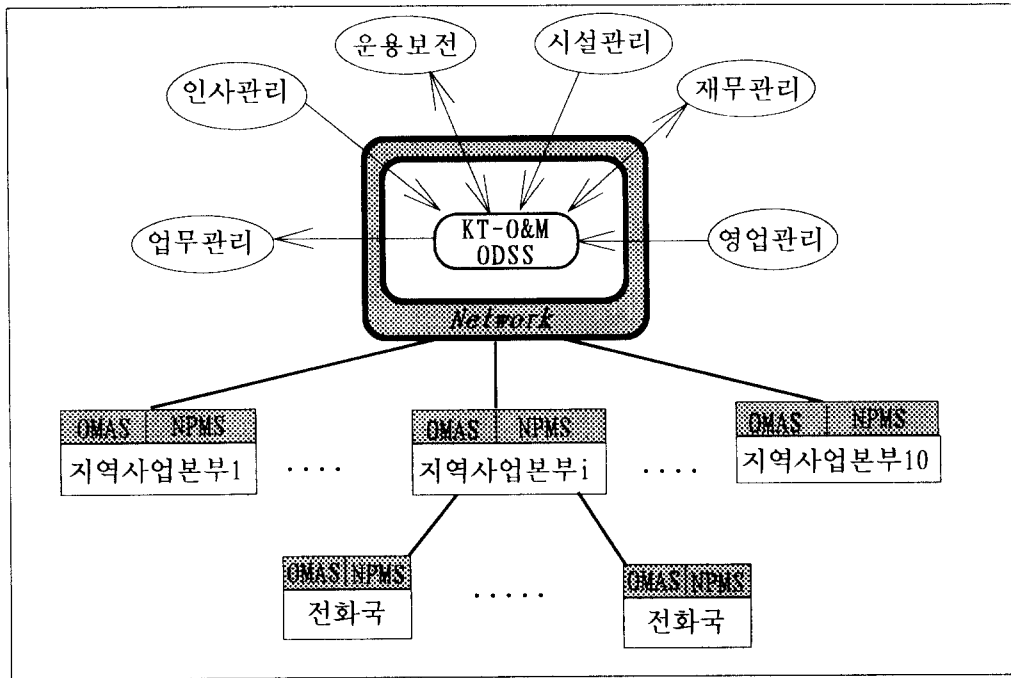 운용보전
시설관리
인사관리
재무관리
KT-O&M
ODSS
업무관리
영업관리
Network
OMAS NPMS
지역사업본부1
....
OMAS NPMS
지역사업본부i
....
OMAS NPMS
지역사업본부10
OMAS NPMS
전화국
.....
OMAS NPMS
전화국